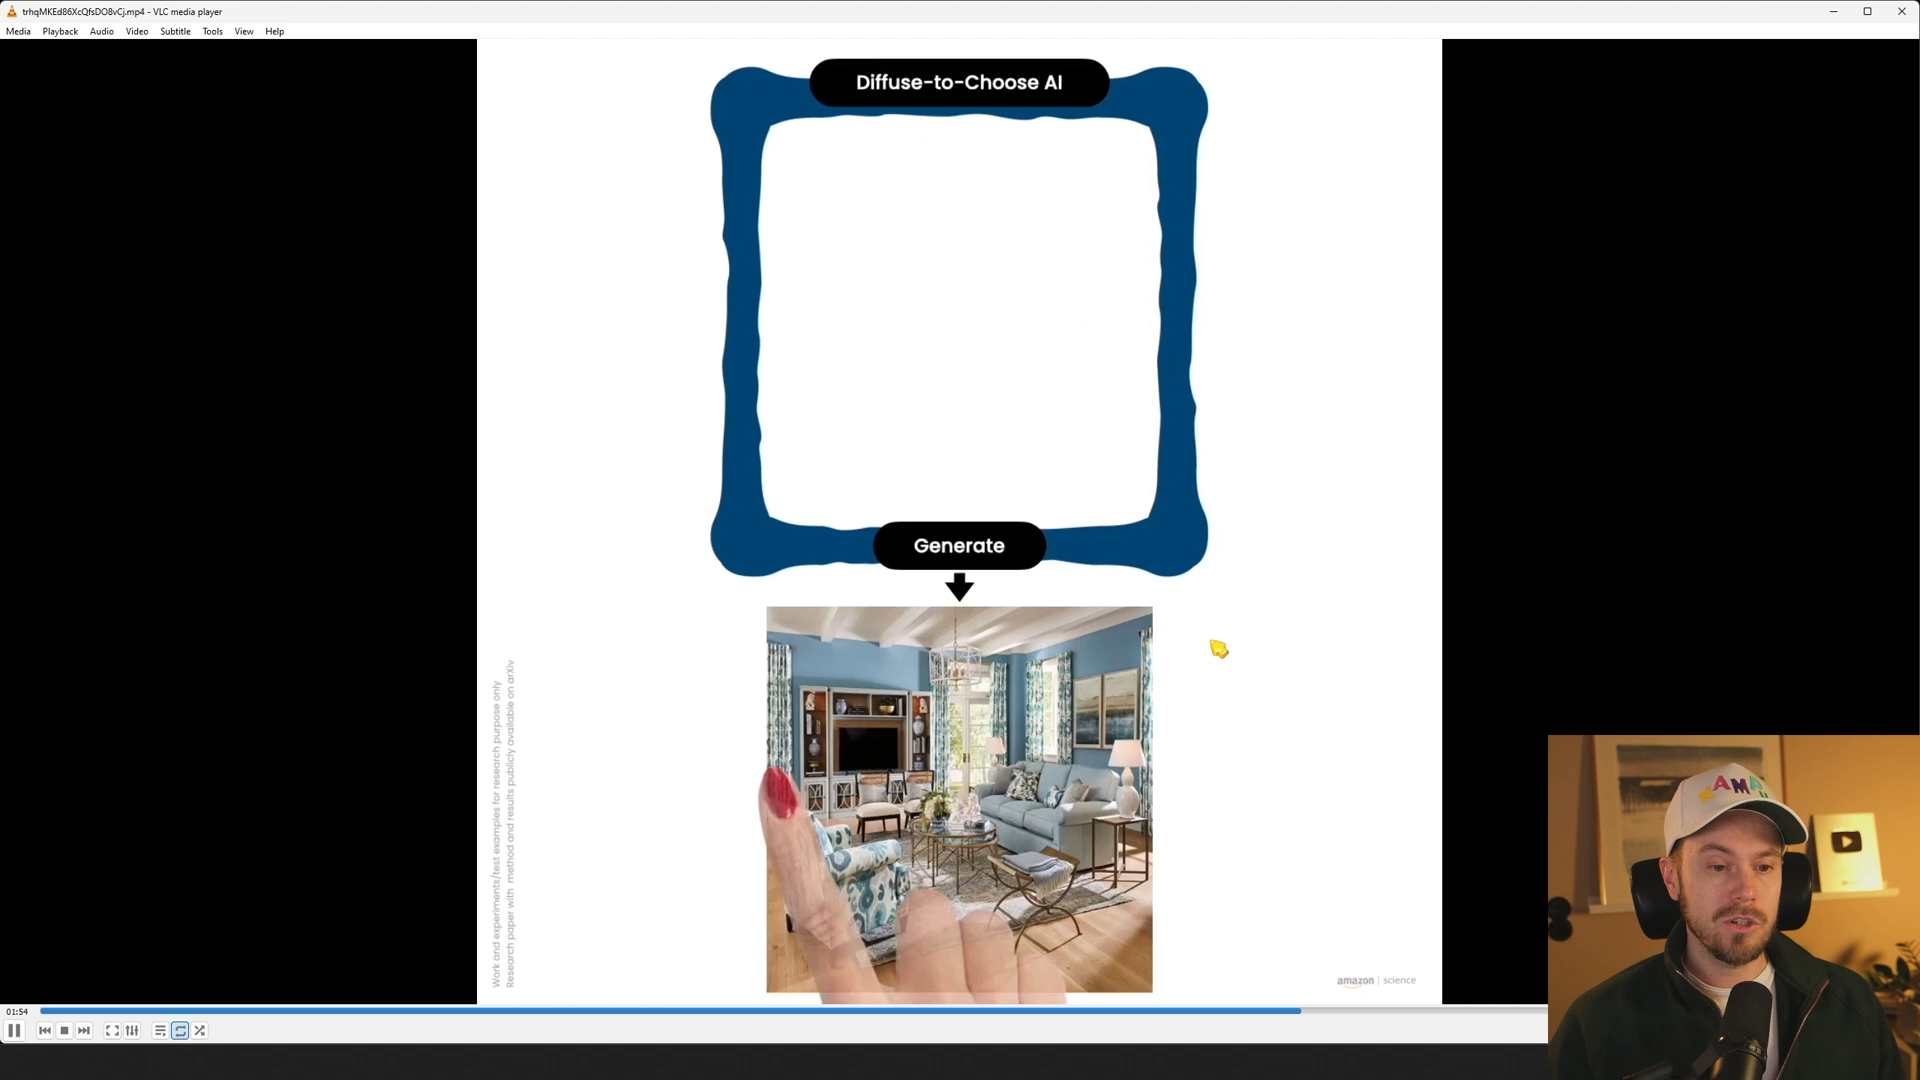 trhqMKEd86XcQfsDO8vCj.mp4 - VLC media player
Media Playback Audio Video Subtitle Tools View Help
Diffuse-to-Choose AI
Generate
Work and experiments/test examples for research purpose only
Research paper with method and results publicly available on arXiv
amazon | science
01:54